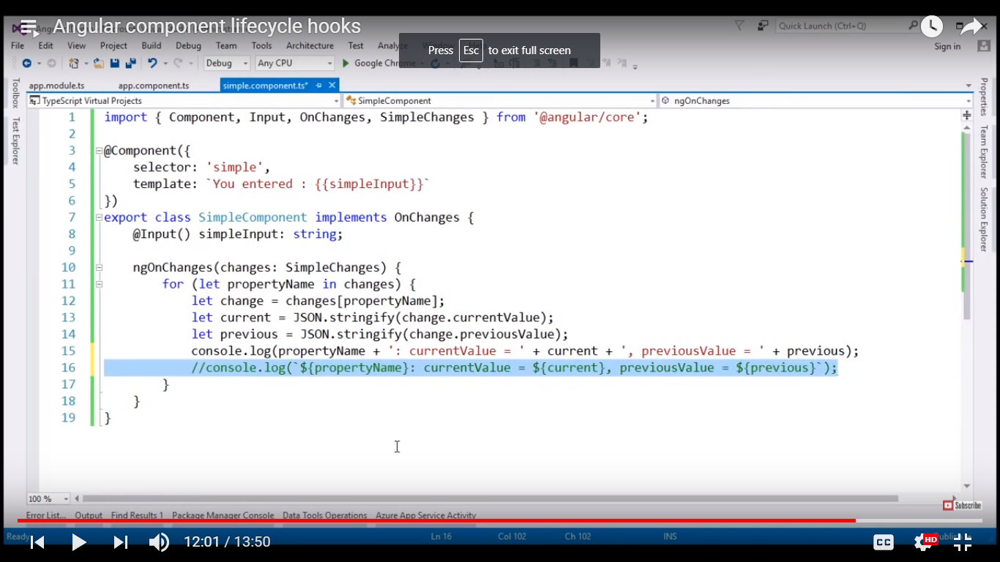 Angular component lifecycle hooks
Quick Launch (Ctrl+Q)
File Edit View Project Build Debug Team Tools Architecture Test Analyze
Sign in
Press Esc to exit full screen
Debug Any CPU Google Chrome
app.module.ts app.component.ts simple.component.ts*
TypeScript Virtual Projects SimpleComponent ngOnChanges
Toolbox
Test Explorer
Properties
Team Explorer
Solution Explorer
1 import { Component, Input, OnChanges, SimpleChanges } from '@angular/core';
2
3 @Component({
4 selector: 'simple',
5 template: `You entered : {{simpleInput}}`
6 })
7 export class SimpleComponent implements OnChanges {
8 @Input() simpleInput: string;
9
10 ngOnChanges(changes: SimpleChanges) {
11 for (let propertyName in changes) {
12 let change = changes[propertyName];
13 let current = JSON.stringify(change.currentValue);
14 let previous = JSON.stringify(change.previousValue);
15 console.log(propertyName + ': currentValue = ' + current + ', previousValue = ' + previous);
16 //console.log(`${propertyName}: currentValue = ${current}, previousValue = ${previous}`);
17 }
18 }
19 }
100 %
Subscribe
Error List... Output Find Results 1 Package Manager Console Data Tools Operations Azure App Service Activity
Ready Ln 16 Col 102 Ch 102 INS
12:01 / 13:50
CC HD